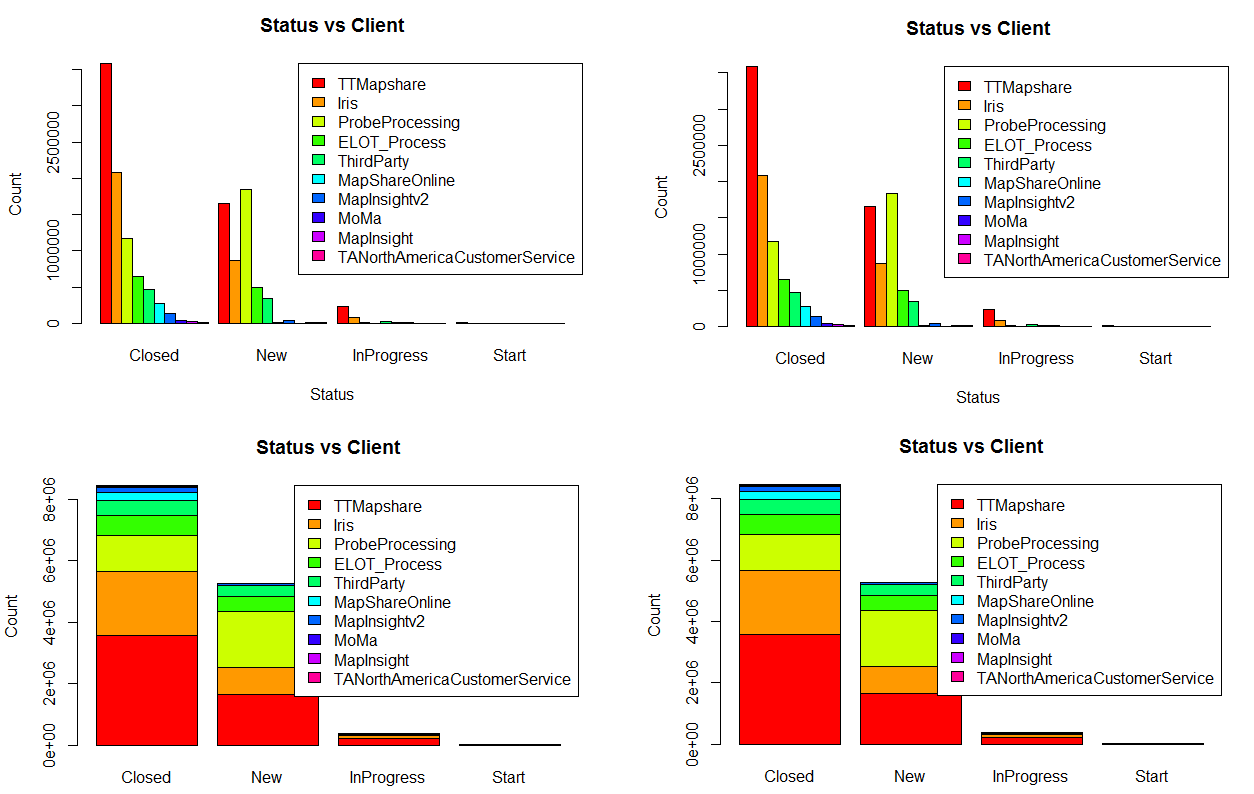 Status vs Client
Count
2500000
1000000
0
TTMapshare
Iris
ProbeProcessing
ELOT_Process
ThirdParty
MapShareOnline
MapInsightv2
MoMa
MapInsight
TANorthAmericaCustomerService
Closed New InProgress Start
Status
Status vs Client
Count
2500000
1000000
0
TTMapshare
Iris
ProbeProcessing
ELOT_Process
ThirdParty
MapShareOnline
MapInsightv2
MoMa
MapInsight
TANorthAmericaCustomerService
Closed New InProgress Start
Status
Status vs Client
Count
8e+06
6e+06
4e+06
2e+06
0e+00
TTMapshare
Iris
ProbeProcessing
ELOT_Process
ThirdParty
MapShareOnline
MapInsightv2
MoMa
MapInsight
TANorthAmericaCustomerService
Closed New InProgress Start
Status vs Client
Count
8e+06
6e+06
4e+06
2e+06
0e+00
TTMapshare
Iris
ProbeProcessing
ELOT_Process
ThirdParty
MapShareOnline
MapInsightv2
MoMa
MapInsight
TANorthAmericaCustomerService
Closed New InProgress Start